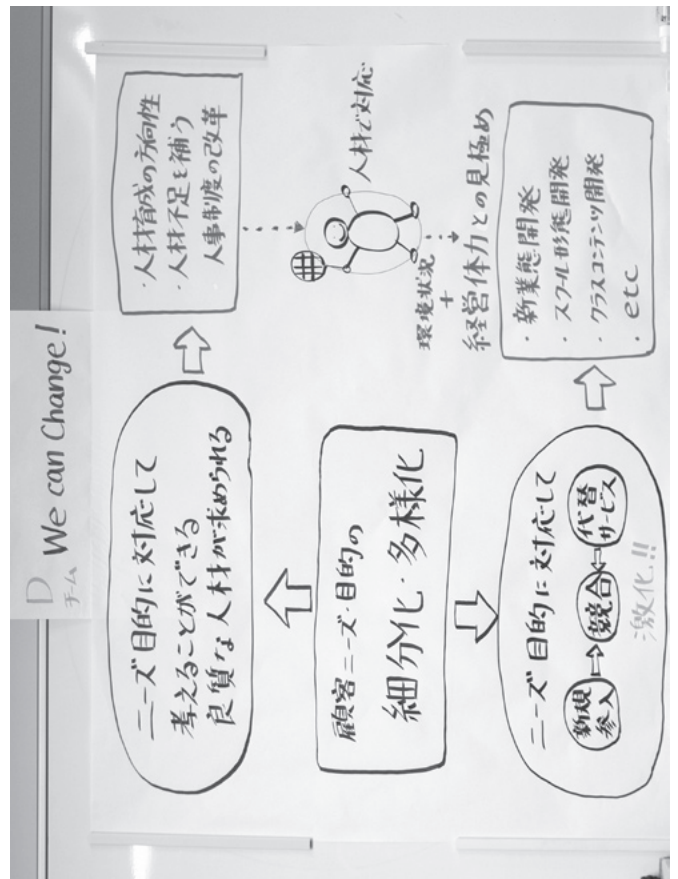 D
チーム
We can Change!
ニーズ目的に対応して
考えることができる
良質な人材が求められる
・人材育成の方向性
・人材不足を補う
人事制度の改革
顧客ニーズ・目的の
細分化・多様化
人材で対応
環境状況
+
経営体力との見極め
ニーズ目的に対応して
新規
参入
競合
代替
サービス
激化!!
・新業態開発
・スクール形態開発
・クラスコンテンツ開発
・etc